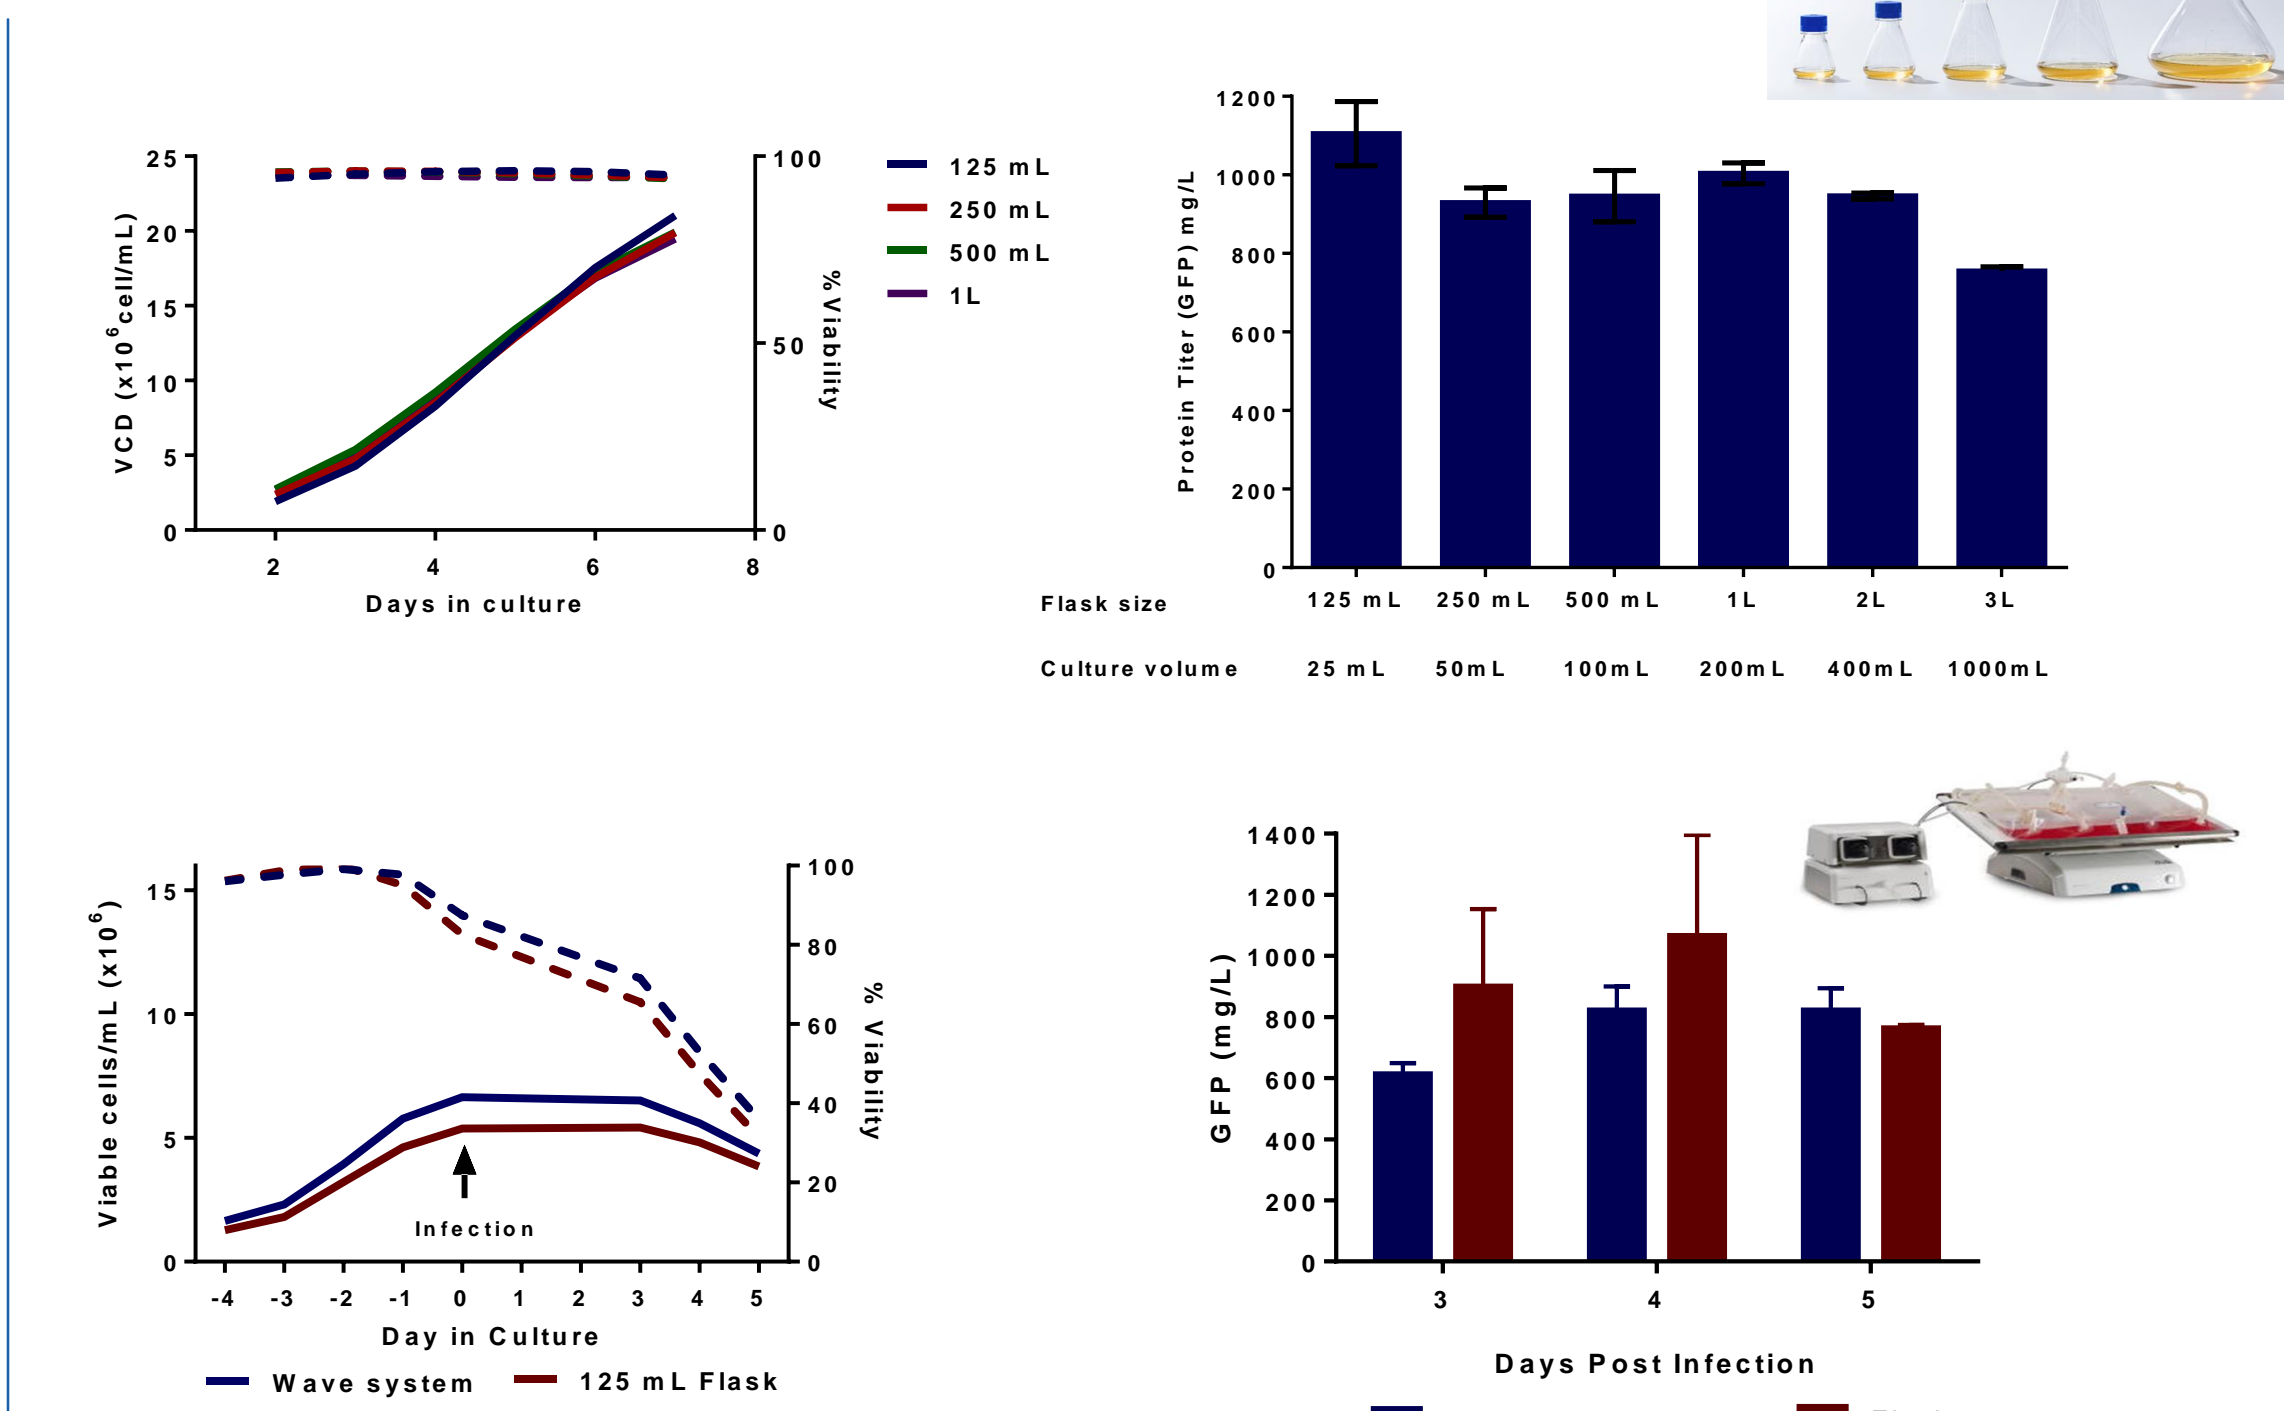 25
20
15
10
5
0
VCD (x10⁶cell/mL)
100
50
0
% Viability
2 4 6 8
Days in culture
125 mL
250 mL
500 mL
1L
1200
1000
800
600
400
200
0
Protein Titer (GFP) mg/L
Flask size 125 mL 250 mL 500 mL 1L 2L 3L
Culture volume 25 mL 50mL 100mL 200mL 400mL 1000mL
15
10
5
0
Viable cells/mL (x10⁶)
100
80
60
40
20
0
% Viability
Infection
-4 -3 -2 -1 0 1 2 3 4 5
Day in Culture
Wave system 125 mL Flask
1400
1200
1000
800
600
400
200
0
GFP (mg/L)
3 4 5
Days Post Infection